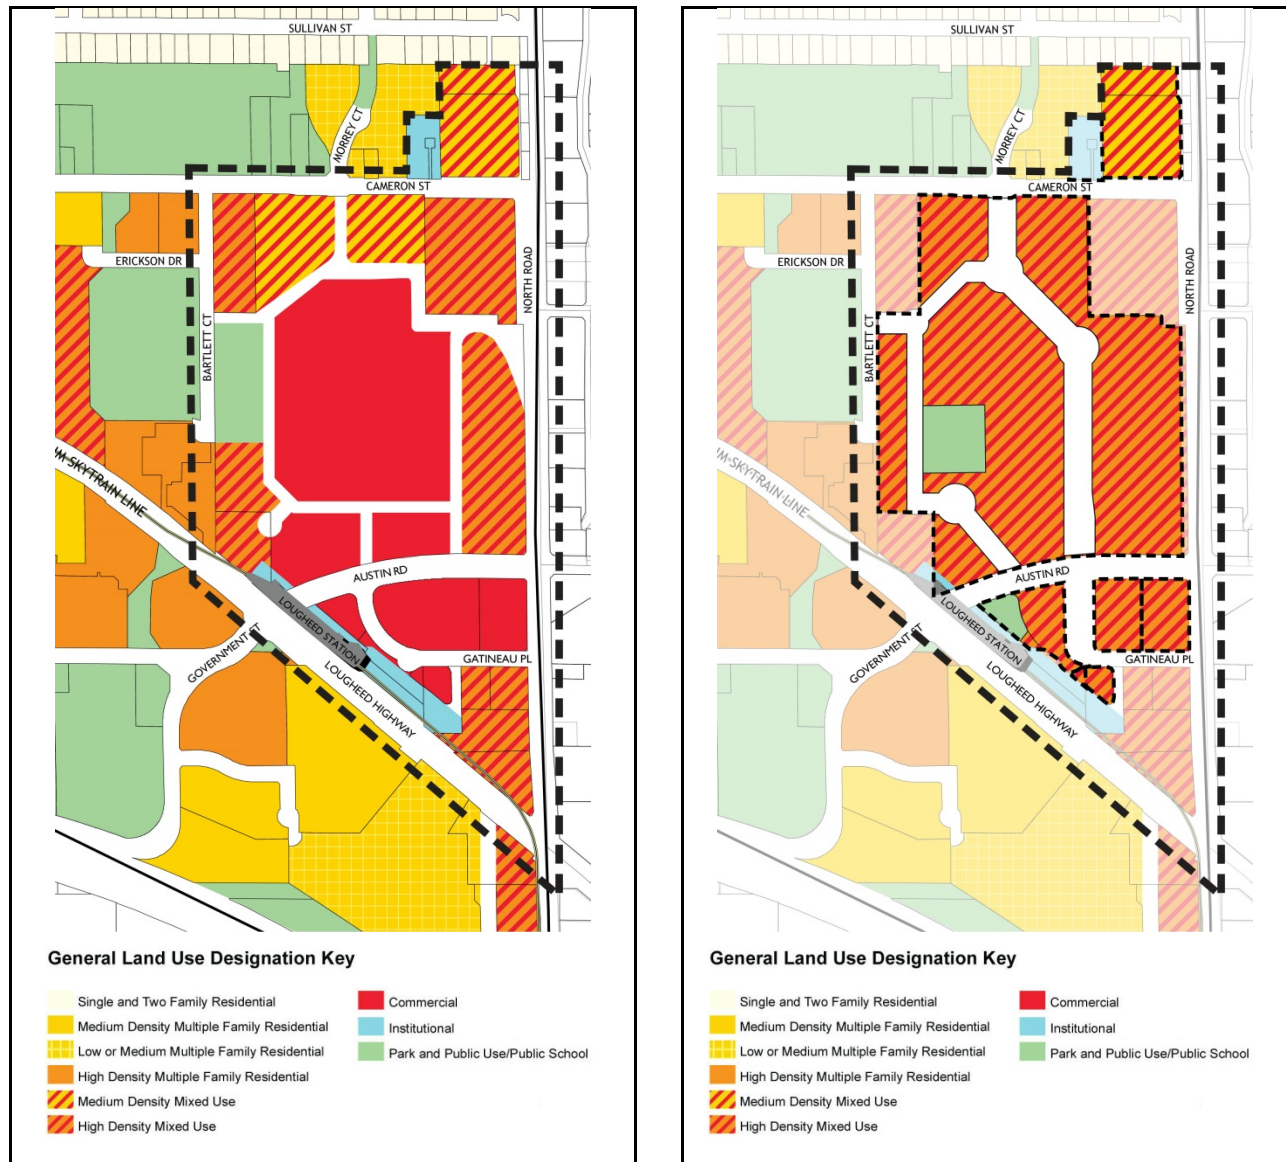 SULLIVAN ST
MORREY CT
CAMERON ST
ERICKSON DR
NORTH ROAD
BARTLETT CT
M SKYTRAIN LINE
AUSTIN RD
LOUGHEED STATION
GOVERNMENT ST
GATINEAU PL
LOUGHEED HIGHWAY
General Land Use Designation Key
Single and Two Family Residential
Medium Density Multiple Family Residential
Low or Medium Multiple Family Residential
High Density Multiple Family Residential
Medium Density Mixed Use
High Density Mixed Use
Commercial
Institutional
Park and Public Use/Public School
SULLIVAN ST
MORREY CT
CAMERON ST
ERICKSON DR
NORTH ROAD
BARTLETT CT
M SKYTRAIN LINE
AUSTIN RD
LOUGHEED STATION
GOVERNMENT ST
GATINEAU PL
LOUGHEED HIGHWAY
General Land Use Designation Key
Single and Two Family Residential
Medium Density Multiple Family Residential
Low or Medium Multiple Family Residential
High Density Multiple Family Residential
Medium Density Mixed Use
High Density Mixed Use
Commercial
Institutional
Park and Public Use/Public School